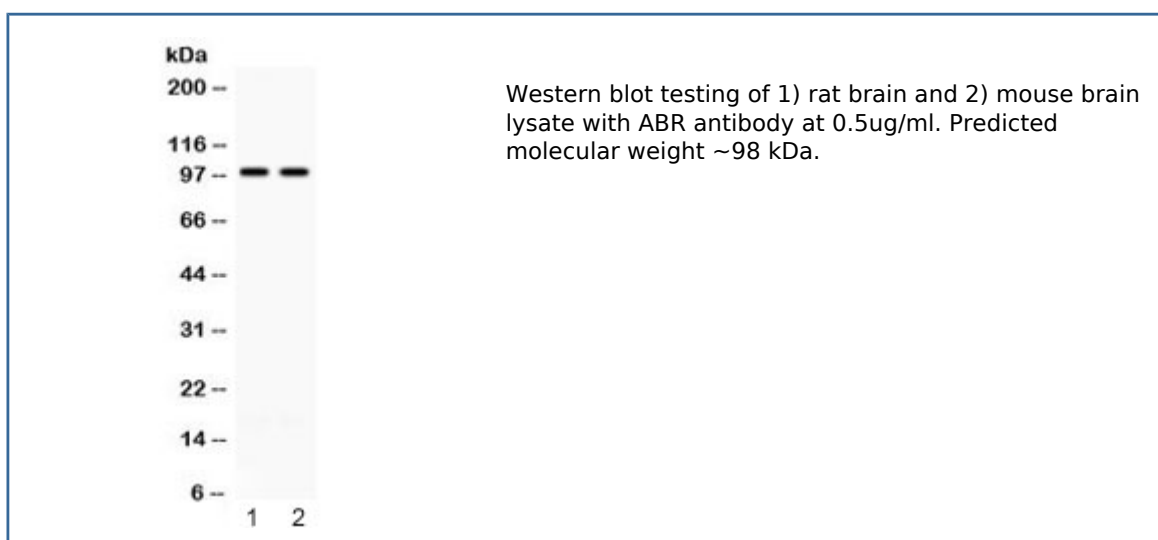 kDa
200 --
116 --
97 --
66 --
44 --
31 --
22 --
14 --
6 --
1 2
Western blot testing of 1) rat brain and 2) mouse brain
lysate with ABR antibody at 0.5ug/ml. Predicted
molecular weight ~98 kDa.